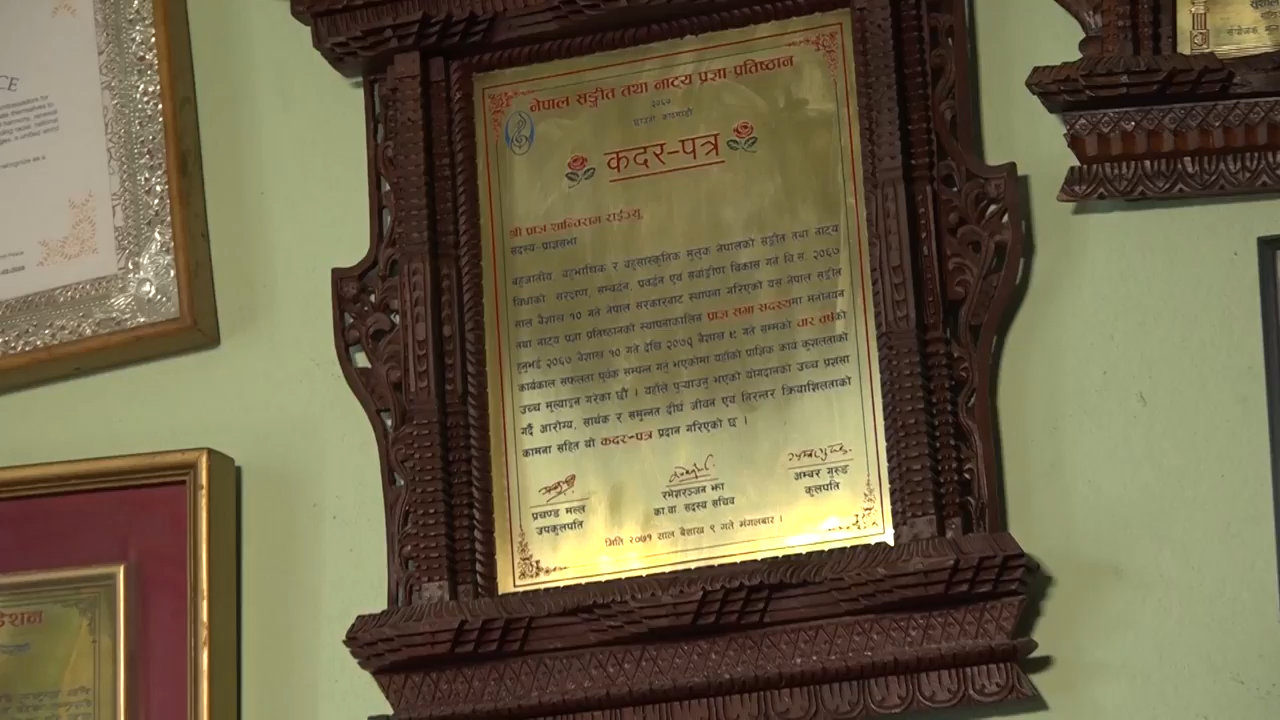 नेपाल सङ्गीत तथा नाट्य प्रज्ञा-प्रतिष्ठान
२०६०
कदर-पत्र
श्री प्राज्ञ शान्तिराम राईज्यू
सदस्य-प्राज्ञसभा
बहुजातीय, बहुभाषिक र बहुसांस्कृतिक मुलुक नेपालको सङ्गीत तथा नाट्य
विधाको संरक्षण, सम्वर्द्धन, प्रवर्द्धन एवं सर्वाङ्गीण विकास गर्न वि.सं. २०६७
साल बैशाख १० गते नेपाल सरकारबाट स्थापना गरिएको यस नेपाल सङ्गीत
तथा नाट्य प्रज्ञा प्रतिष्ठानको स्थापनाकालिन प्राज्ञ सभा सदस्यमा मनोनयन
हुनुभई २०६७ बैशाख १० गते देखि २०७१ बैशाख ९ गते सम्मको चार वर्षको
कार्यकाल सफलता पूर्वक सम्पन्न गर्नु भएकोमा यहाँको प्राज्ञिक कार्य कुशलताको
उच्च मूल्याङ्कन गरेका छौं । यहाँले पुऱ्याउनु भएको योगदानको उच्च प्रशंसा
गर्दै आरोग्य, सार्थक र समुन्नत दीर्घ जीवन एवं निरन्तर क्रियाशिलताको
कामना सहित यो कदर-पत्र प्रदान गरिएको छ ।
प्रचण्ड मल्ल
उपकुलपति
रमेशरञ्जन झा
का.वा सदस्य सचिव
अम्बर गुरुङ
कुलपति
मिति २०७१ साल बैशाख ९ गते मंगलबार ।